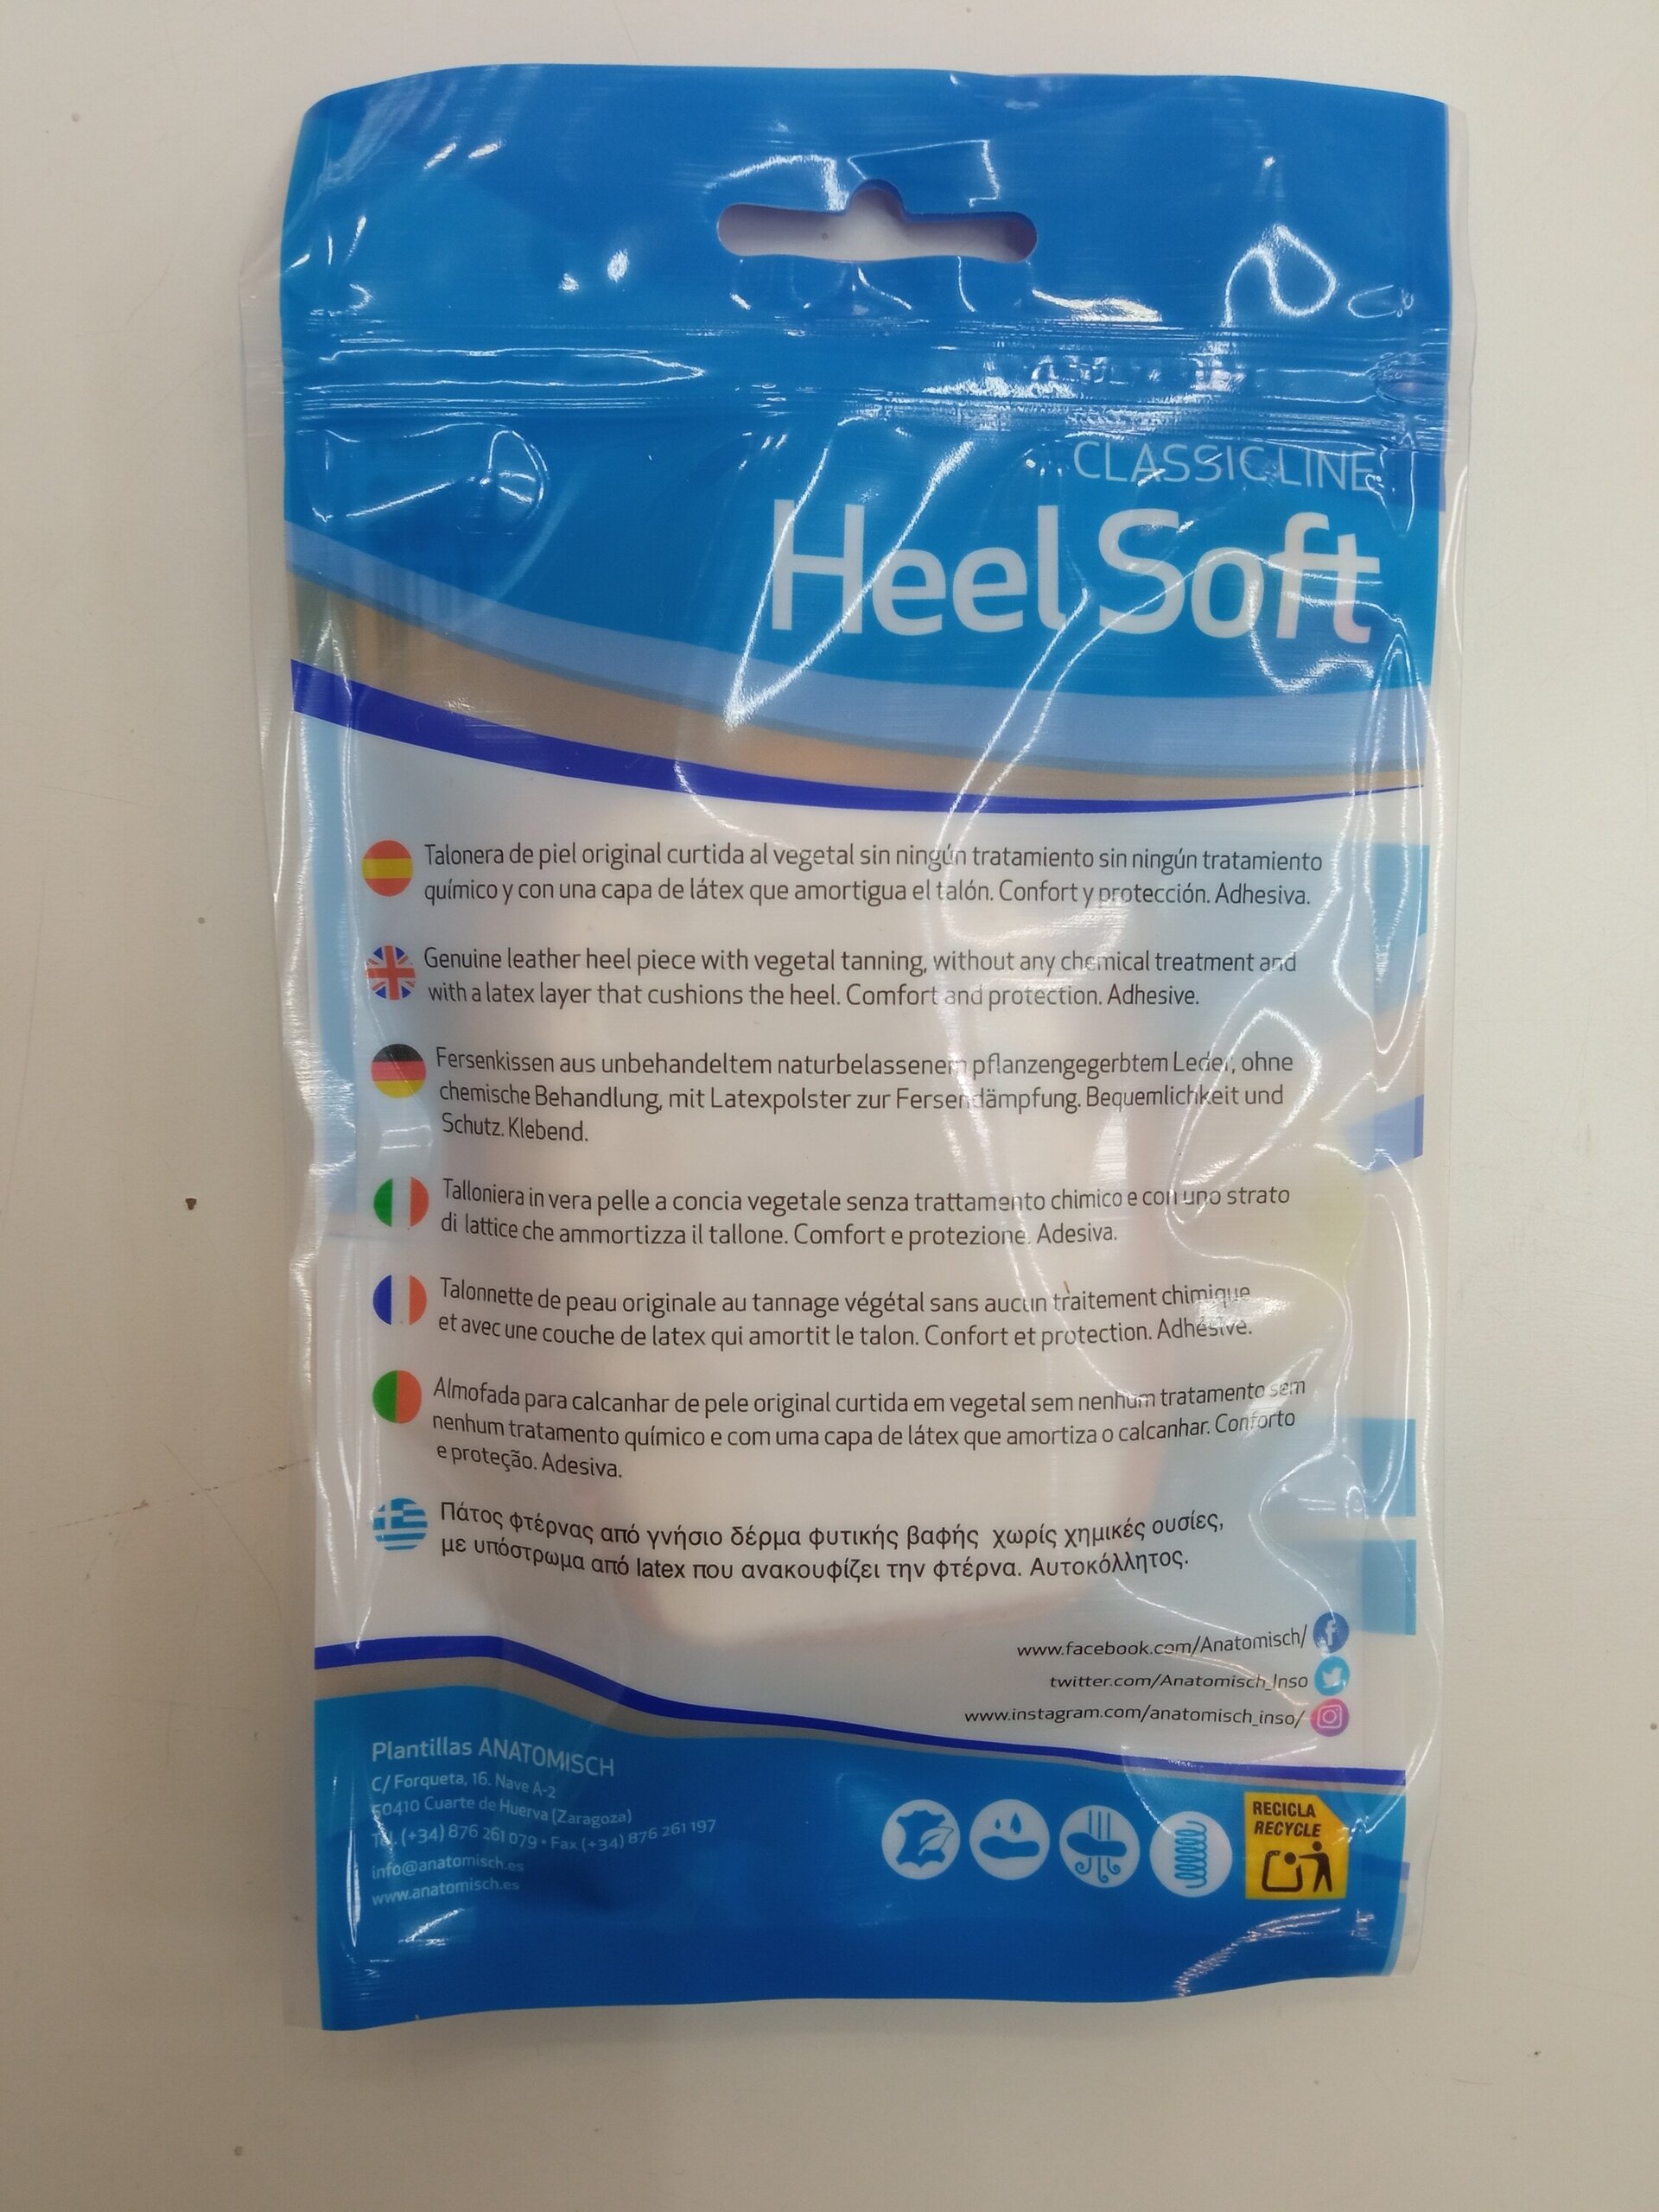 CLASSIC LINE
Heel Soft
Talonera de piel original curtida al vegetal sin ningún tratamiento sin ningún tratamiento
químico y con una capa de látex que amortigua el talón. Confort y protección. Adhesiva.
Genuine leather heel piece with vegetal tanning, without any chemical treatment and
with a latex layer that cushions the heel. Comfort and protection. Adhesive.
Fersenkissen aus unbehandeltem naturbelassenem pflanzengegerbtem Leder, ohne
chemische Behandlung, mit Latexpolster zur Fersendämpfung. Bequemlichkeit und
Schutz. Klebend.
Talloniera in vera pelle a concia vegetale senza trattamento chimico e con uno strato
di lattice che ammortizza il tallone. Comfort e protezione. Adesiva.
Talonnette de peau originale au tannage végétal sans aucun traitement chimique
et avec une couche de latex qui amortit le talon. Confort et protection. Adhésive.
Almofada para calcanhar de pele original curtida em vegetal sem nenhum tratamento sem
nenhum tratamento químico e com uma capa de látex que amortiza o calcanhar. Conforto
e proteção. Adesiva.
Πάτος φτέρνας από γνήσιο δέρμα φυτικής βαφής χωρίς χημικές ουσίες,
με υπόστρωμα από latex που ανακουφίζει την φτέρνα. Αυτοκόλλητος.
www.facebook.com/Anatomisch/
twitter.com/Anatomisch_Inso
www.instagram.com/anatomisch_inso/
Plantillas ANATOMISCH
C/ Forqueta, 16. Nave A-2
50410 Cuarte de Huerva (Zaragoza)
Tel. (+34) 876 261 079 • Fax (+34) 876 261 197
info@anatomisch.es
www.anatomisch.es
RECICLA
RECYCLE